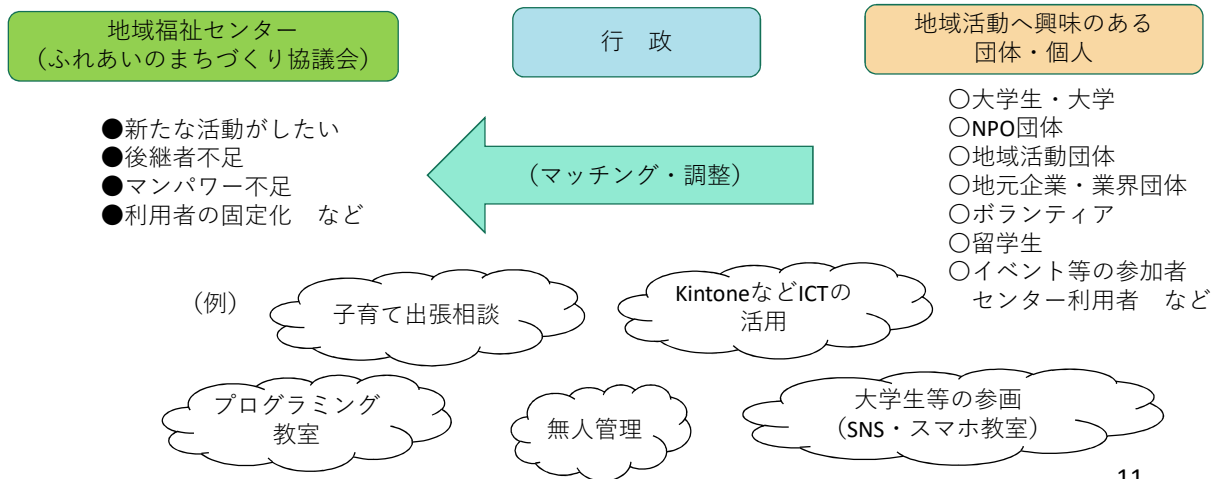 地域福祉センター
（ふれあいのまちづくり協議会）
行　政
地域活動へ興味のある
団体・個人
●新たな活動がしたい
●後継者不足
●マンパワー不足
●利用者の固定化　など
（マッチング・調整）
○大学生・大学
○NPO団体
○地域活動団体
○地元企業・業界団体
○ボランティア
○留学生
○イベント等の参加者
センター利用者　など
（例）
子育て出張相談
KintoneなどICTの
活用
プログラミング
教室
無人管理
大学生等の参画
（SNS・スマホ教室）
11